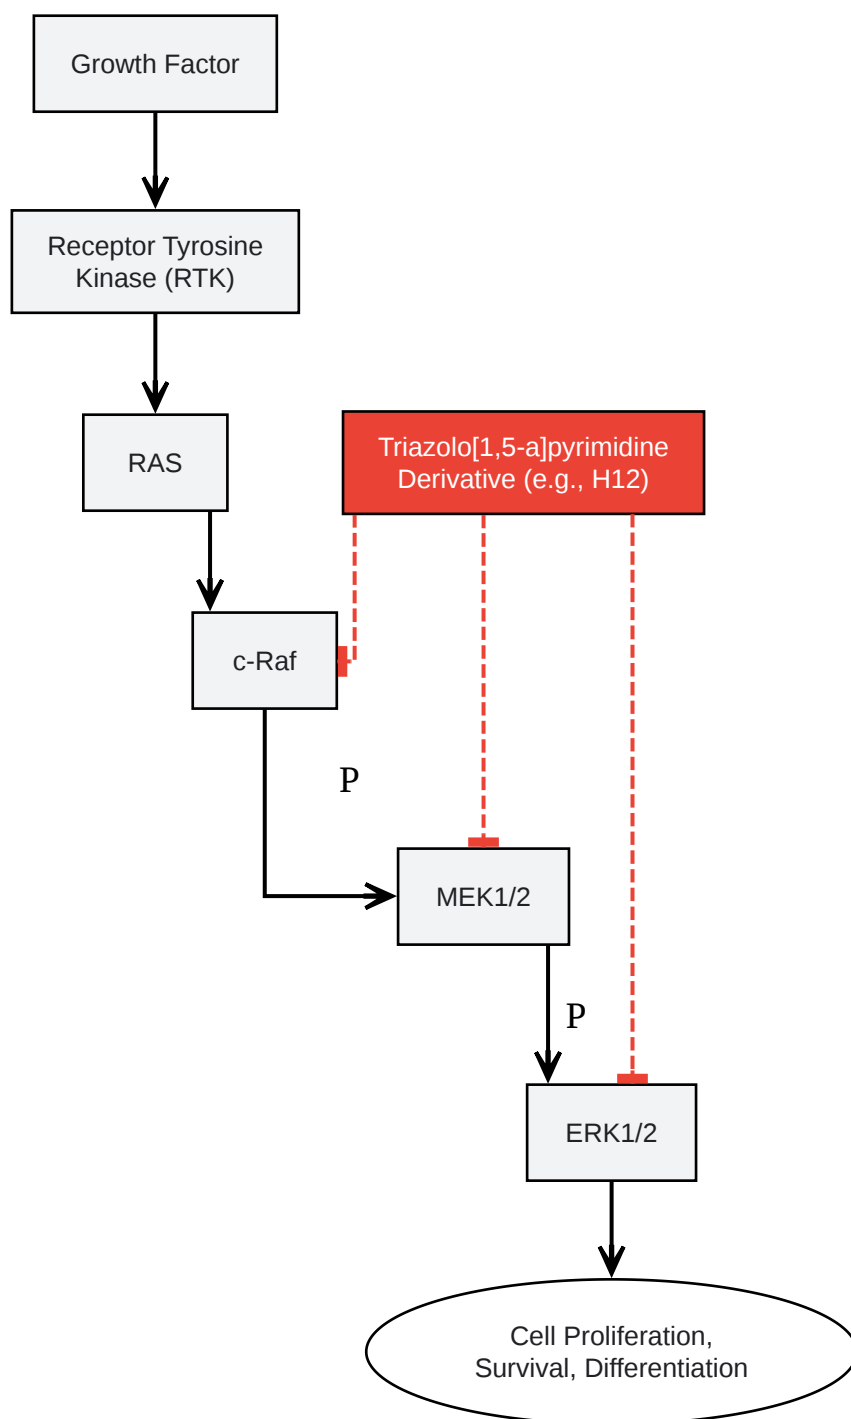 Growth Factor
Receptor Tyrosine
Kinase (RTK)
RAS
Triazolo[1,5-a]pyrimidine
Derivative (e.g., H12)
c-Raf
P
MEK1/2
P
ERK1/2
Cell Proliferation,
Survival, Differentiation